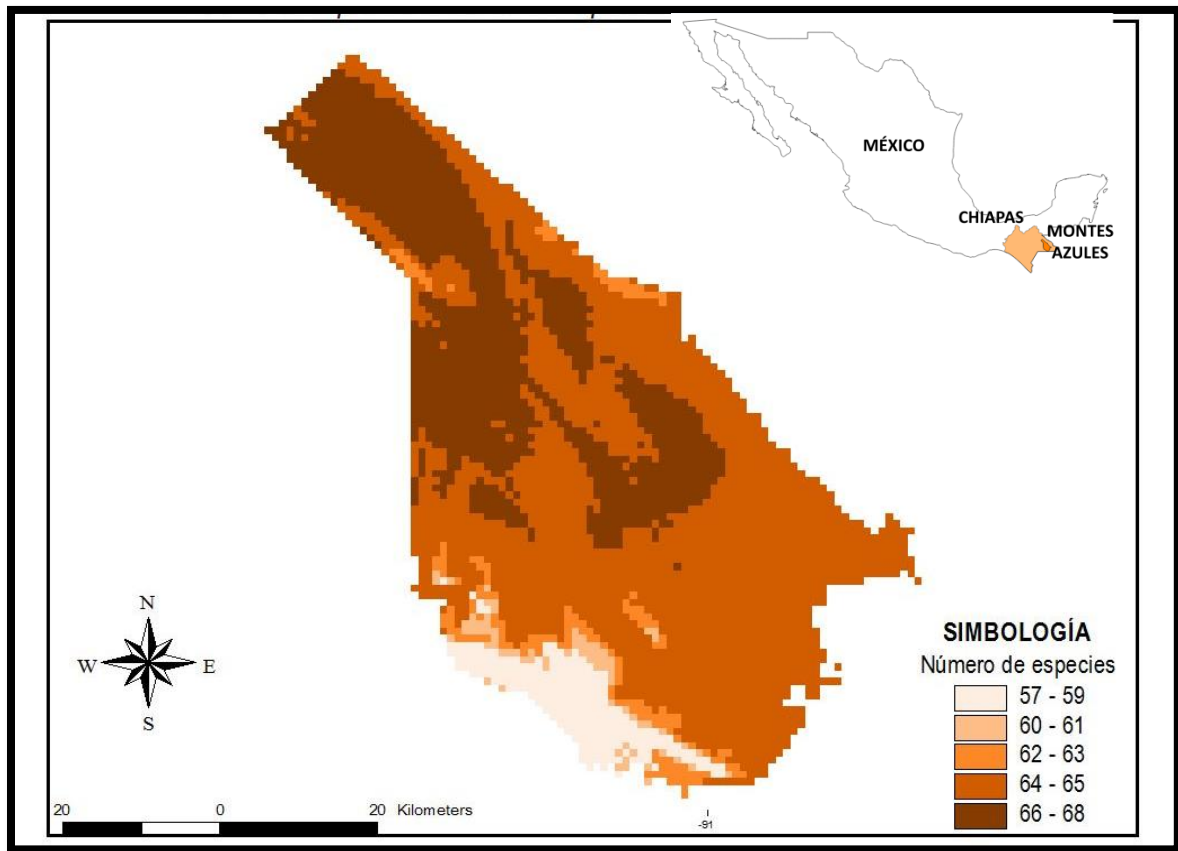 MÉXICO
CHIAPAS
MONTES
AZULES
N
W
E
S
SIMBOLOGÍA
Número de especies
57 - 59
60 - 61
62 - 63
64 - 65
66 - 68
20 0 20 Kilometers
-91